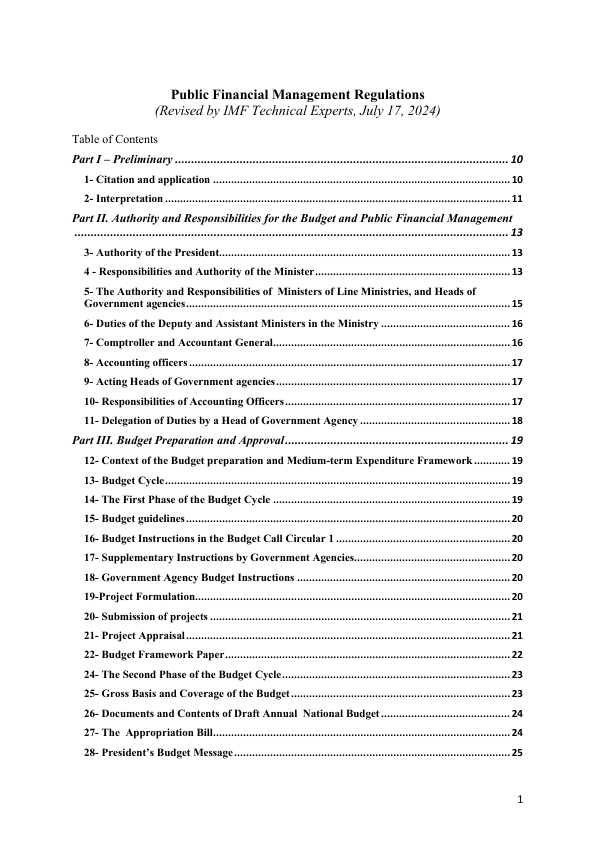 Public Financial Management Regulations
(Revised by IMF Technical Experts, July 17, 2024)
Table of Contents
Part I – Preliminary ........ 10
1- Citation and application ........ 10
2- Interpretation ........ 11
Part II. Authority and Responsibilities for the Budget and Public Financial Management
........ 13
3- Authority of the President........ 13
4 - Responsibilities and Authority of the Minister........ 13
5- The Authority and Responsibilities of  Ministers of Line Ministries, and Heads of
Government agencies........ 15
6- Duties of the Deputy and Assistant Ministers in the Ministry ........ 16
7- Comptroller and Accountant General........ 16
8- Accounting officers ........ 17
9- Acting Heads of Government agencies........ 17
10- Responsibilities of Accounting Officers........ 17
11- Delegation of Duties by a Head of Government Agency ........ 18
Part III. Budget Preparation and Approval........ 19
12- Context of the Budget preparation and Medium-term Expenditure Framework ........ 19
13- Budget Cycle........ 19
14- The First Phase of the Budget Cycle ........ 19
15- Budget guidelines ........ 20
16- Budget Instructions in the Budget Call Circular 1 ........ 20
17- Supplementary Instructions by Government Agencies........ 20
18- Government Agency Budget Instructions ........ 20
19-Project Formulation........ 20
20- Submission of projects ........ 21
21- Project Appraisal ........ 21
22- Budget Framework Paper........ 22
24- The Second Phase of the Budget Cycle........ 23
25- Gross Basis and Coverage of the Budget ........ 23
26- Documents and Contents of Draft Annual  National Budget ........ 24
27- The  Appropriation Bill........ 24
28- President’s Budget Message ........ 25
1